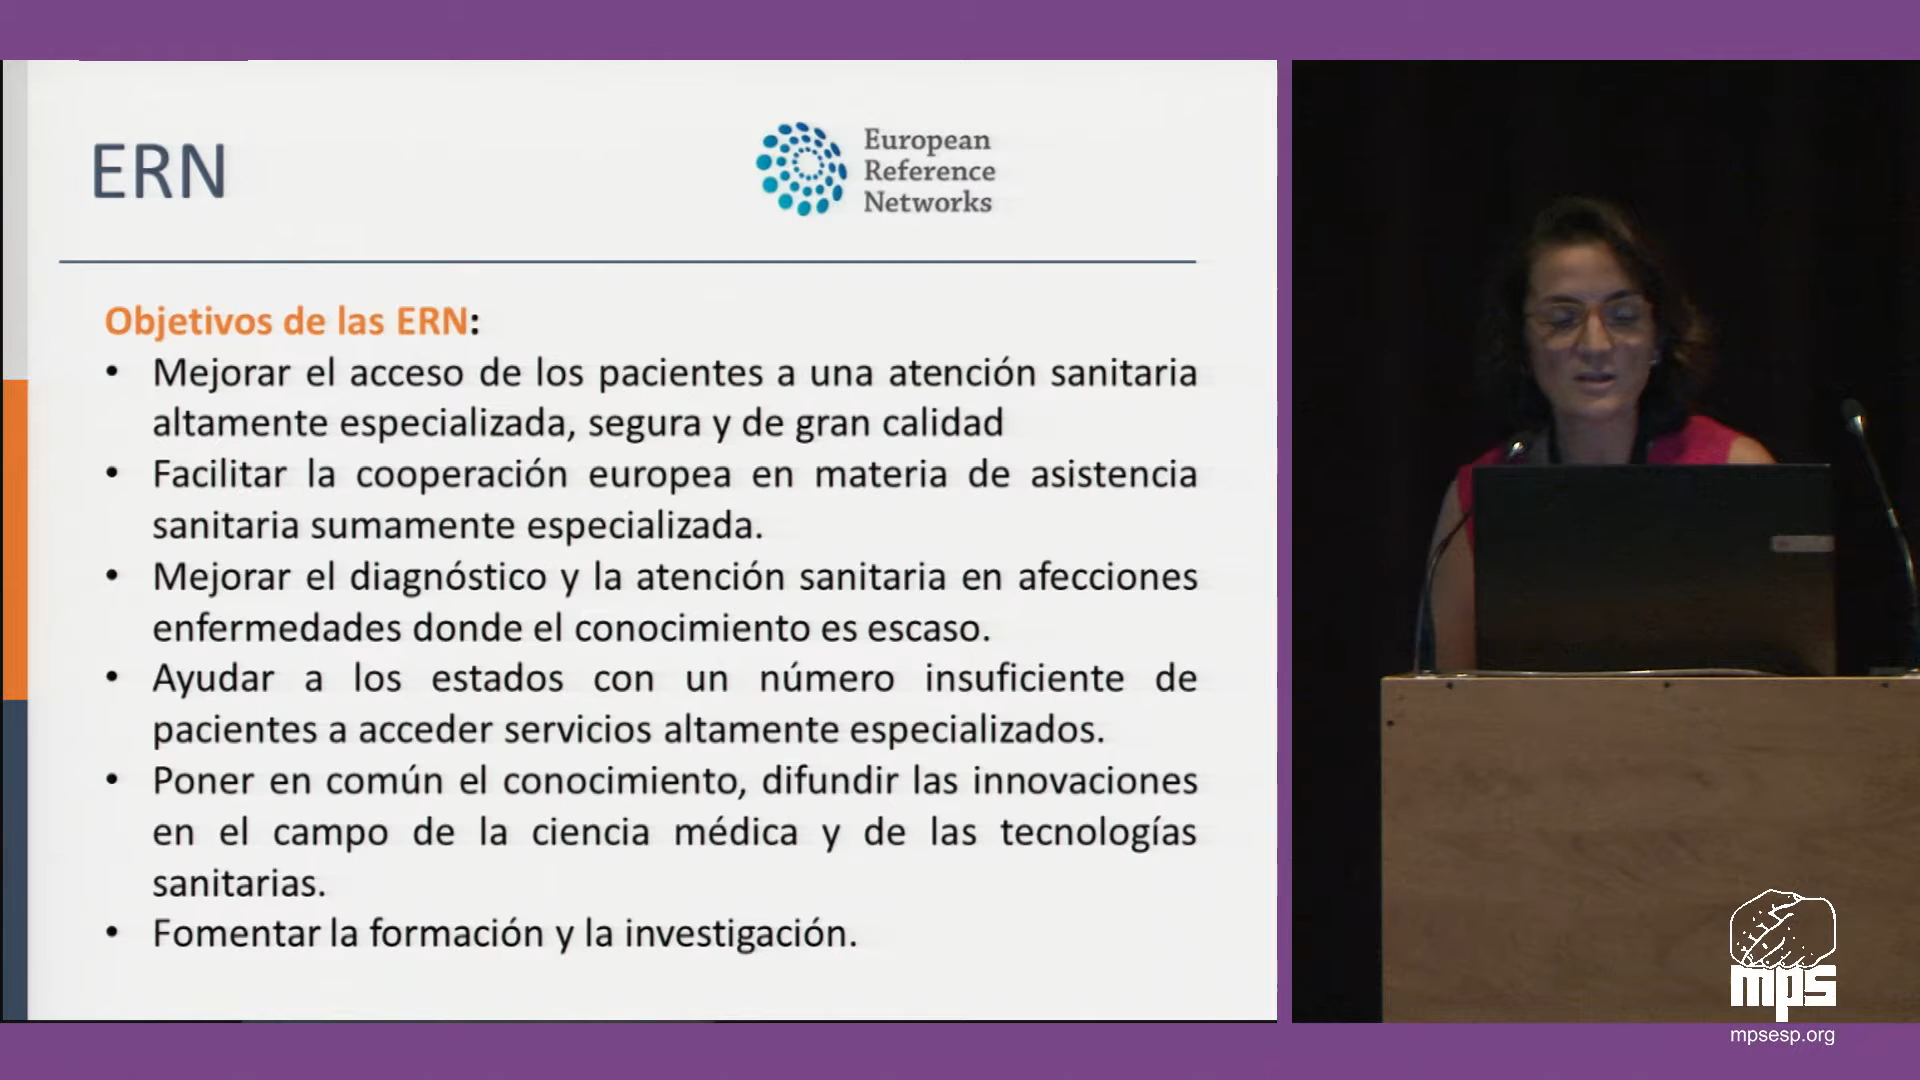 ERN
European
Reference
Networks
Objetivos de las ERN:
• Mejorar el acceso de los pacientes a una atención sanitaria
altamente especializada, segura y de gran calidad
• Facilitar la cooperación europea en materia de asistencia
sanitaria sumamente especializada.
• Mejorar el diagnóstico y la atención sanitaria en afecciones
enfermedades donde el conocimiento es escaso.
• Ayudar a los estados con un número insuficiente de
pacientes a acceder servicios altamente especializados.
• Poner en común el conocimiento, difundir las innovaciones
en el campo de la ciencia médica y de las tecnologías
sanitarias.
• Fomentar la formación y la investigación.
mps
mpsesp.org